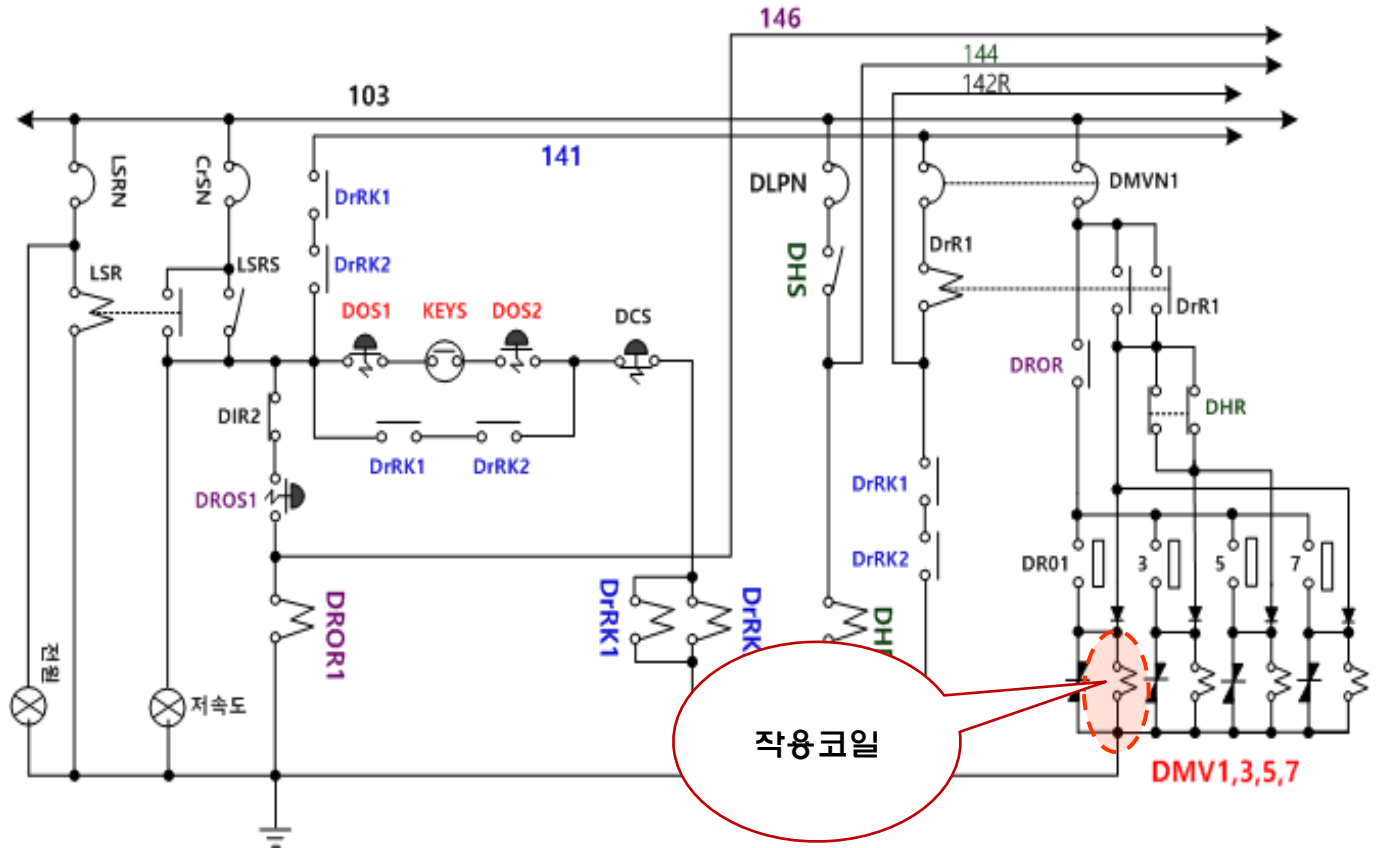 146
144
142R
103
141
LSRN
CrSN
DrRK1
DrRK2
DLPN
DMVN1
DrR1
DHS
LSR
LSRS
DOS1
KEYS
DOS2
DCS
DrR1
DROR
DHR
DIR2
DrRK1
DrRK2
DROS1
DrRK1
DrRK2
DR01
3
5
7
DROR1
DrRK1
DrRK
전원
저속도
작용코일
DMV1,3,5,7